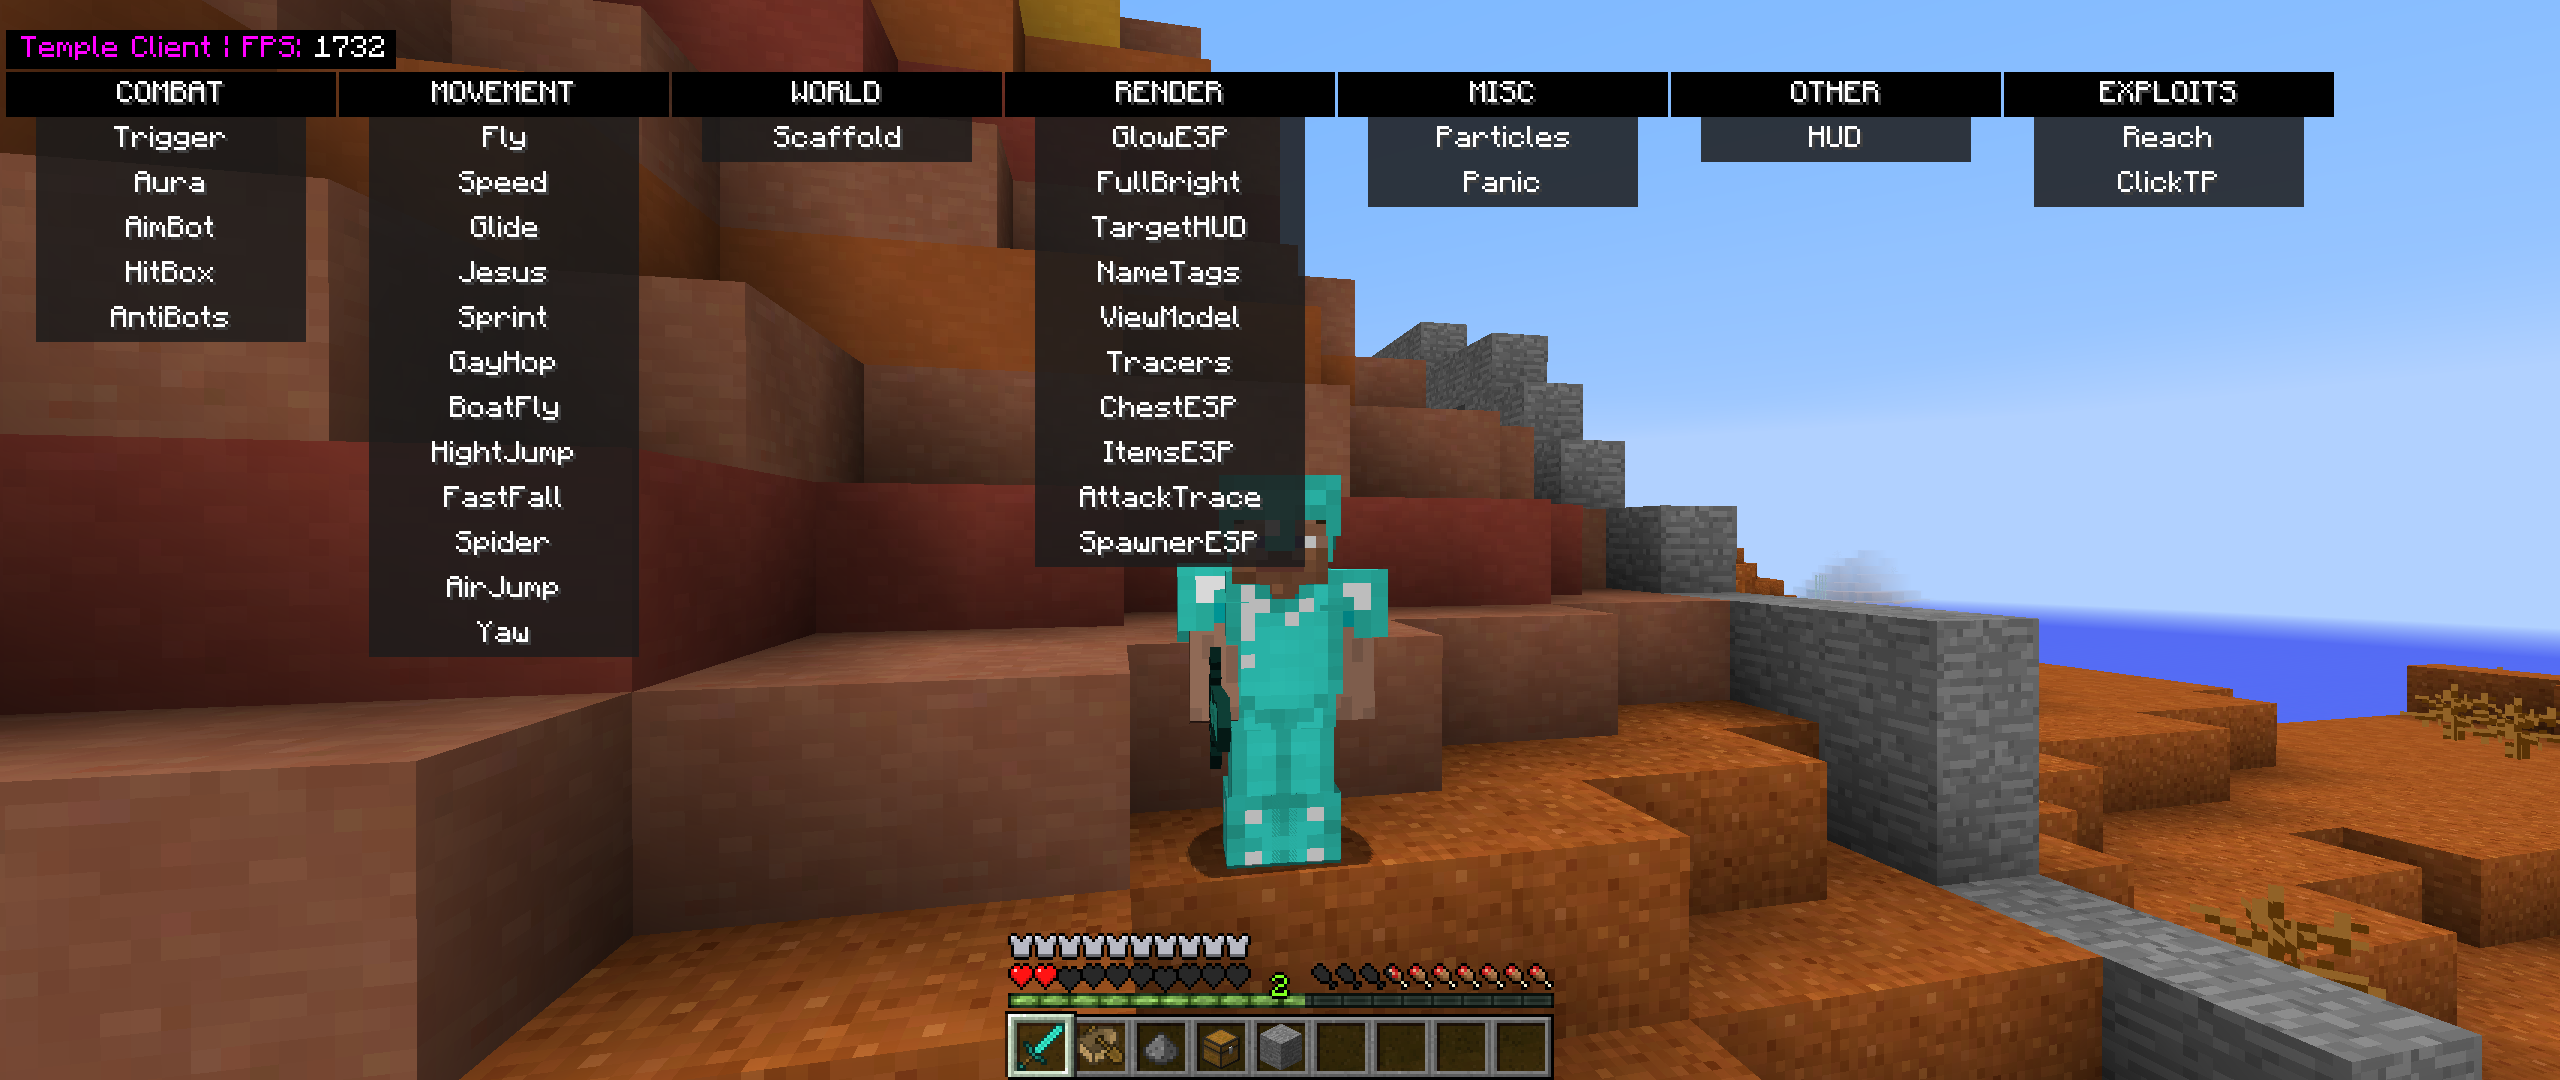 Temple Client | FPS: 1732
COMBAT
Trigger
Aura
AimBot
HitBox
AntiBots
MOVEMENT
Fly
Speed
Glide
Jesus
Sprint
GayHop
BoatFly
HightJump
FastFall
Spider
AirJump
Yaw
WORLD
Scaffold
RENDER
GlowESP
FullBright
TargetHUD
NameTags
ViewModel
Tracers
ChestESP
ItemsESP
AttackTrace
SpawnerESP
MISC
Particles
Panic
OTHER
HUD
EXPLOITS
Reach
ClickTP
2